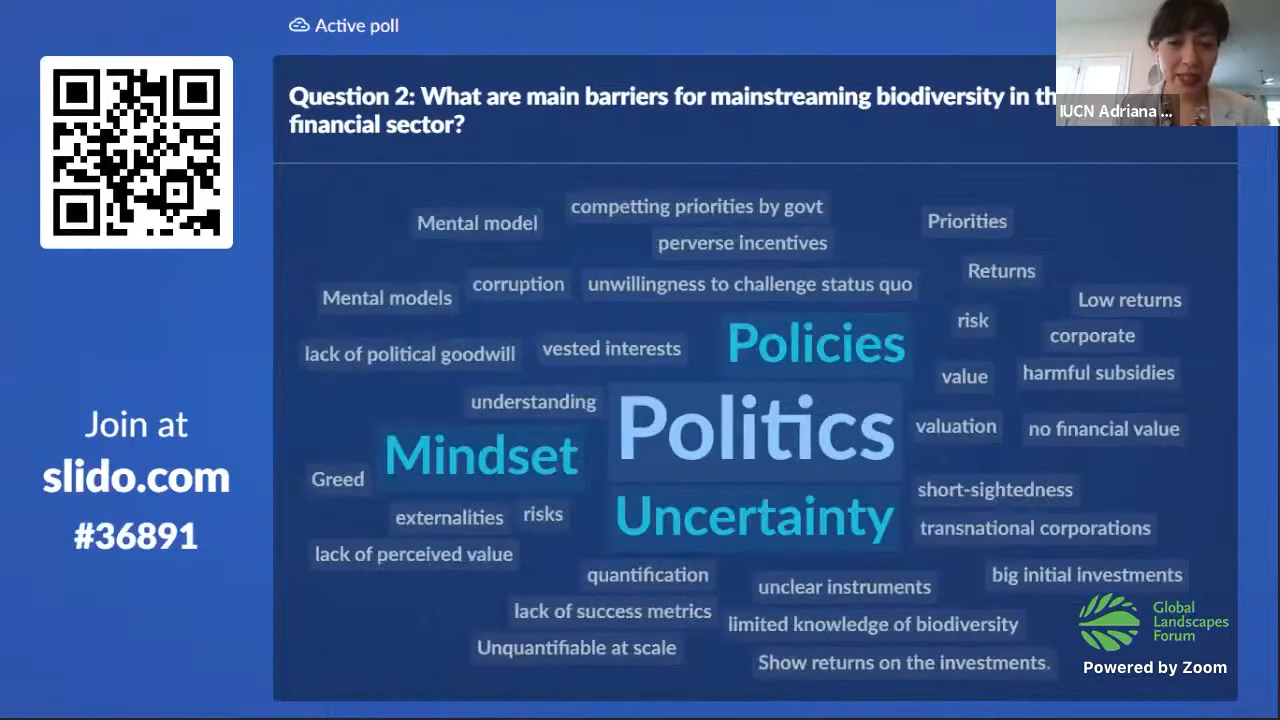 Active poll
Question 2: What are main barriers for mainstreaming biodiversity in th
financial sector?
IUCN Adriana ...
Mental model
competting priorities by govt
Priorities
perverse incentives
Returns
Mental models
corruption
unwillingness to challenge status quo
Low returns
risk
corporate
lack of political goodwill
vested interests
Policies
value
harmful subsidies
understanding
Politics
valuation
no financial value
Mindset
Greed
short-sightedness
externalities
risks
Uncertainty
transnational corporations
lack of perceived value
quantification
unclear instruments
big initial investments
lack of success metrics
limited knowledge of biodiversity
Unquantifiable at scale
Show returns on the investments.
Join at
slido.com
#36891
Global
Landscapes
Forum
Powered by Zoom